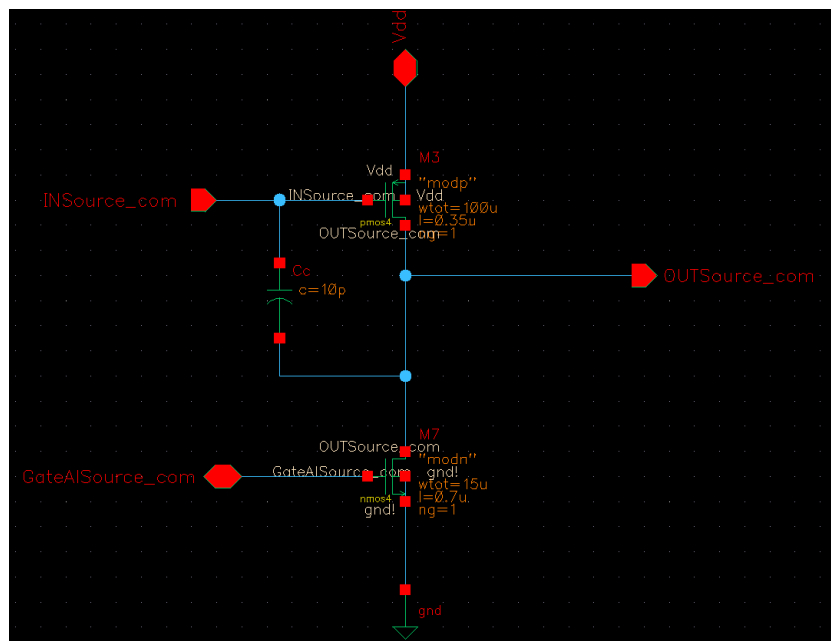 Vdd
M3
Vdd
"modp"
INSource_com
INSource_com
Vdd
wtot=100u
l=0.35u
pmos4
ng=1
OUTSource_com
Cc
OUTSource_com
c=10p
M7
OUTSource_com
"modn"
GateAlSource_com
GateAlSource_com
gnd!
wtot=15u
l=0.7u
nmos4
gnd!
ng=1
gnd